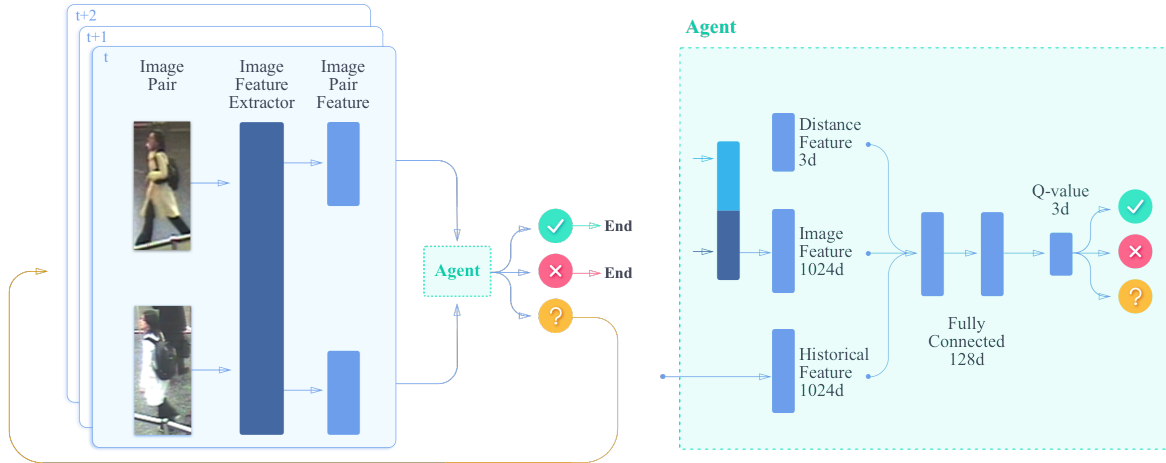 t+2
t+1
t
Image
Pair
Image
Feature
Extractor
Image
Pair
Feature
Agent
End
End
Agent
Distance
Feature
3d
Image
Feature
1024d
Historical
Feature
1024d
Fully
Connected
128d
Q-value
3d